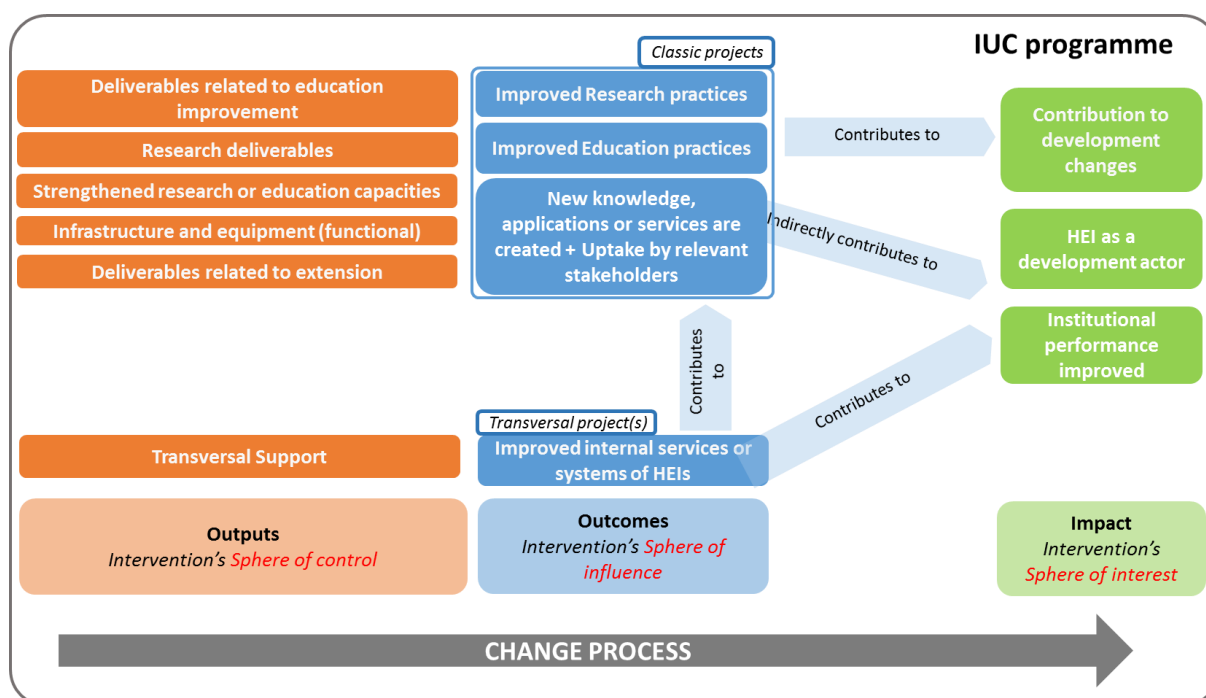 IUC programme
Classic projects
Deliverables related to education
improvement
Research deliverables
Strengthened research or education capacities
Infrastructure and equipment (functional)
Deliverables related to extension
Improved Research practices
Improved Education practices
New knowledge,
applications or services are
created + Uptake by relevant
stakeholders
Contributes to
Indirectly contributes to
Contribution to
development
changes
HEI as a
development actor
Institutional
performance
improved
Contributes
to
Contributes to
Transversal project(s)
Transversal Support
Improved internal services or
systems of HEIs
Outputs
Intervention's Sphere of control
Outcomes
Intervention's Sphere of
influence
Impact
Intervention's
Sphere of interest
CHANGE PROCESS